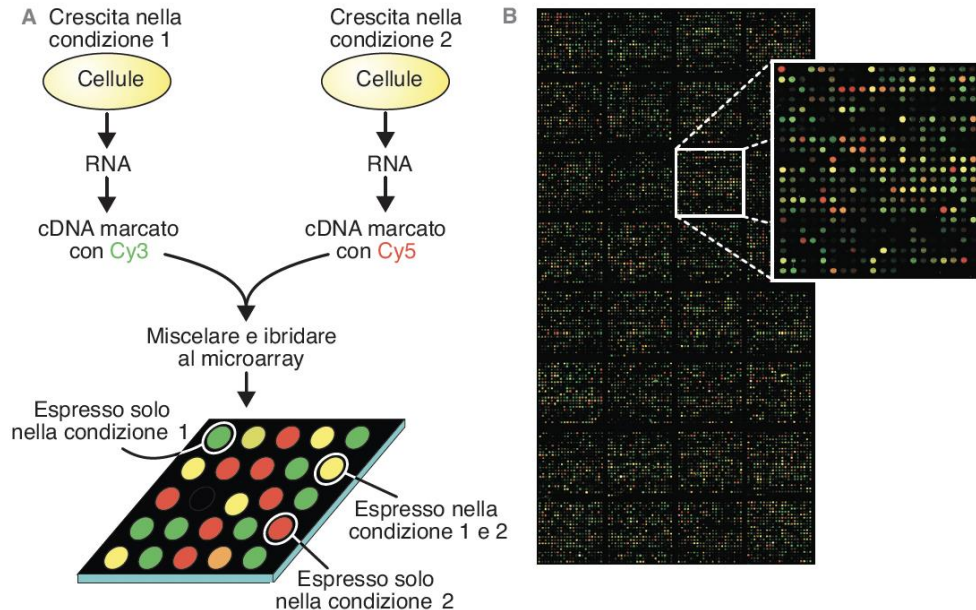 A
Crescita nella
condizione 1
Cellule
RNA
cDNA marcato
con Cy3
Crescita nella
condizione 2
Cellule
RNA
cDNA marcato
con Cy5
Miscelare e ibridare
al microarray
Espresso solo
nella condizione 1
Espresso nella
condizione 1 e 2
Espresso solo
nella condizione 2
B